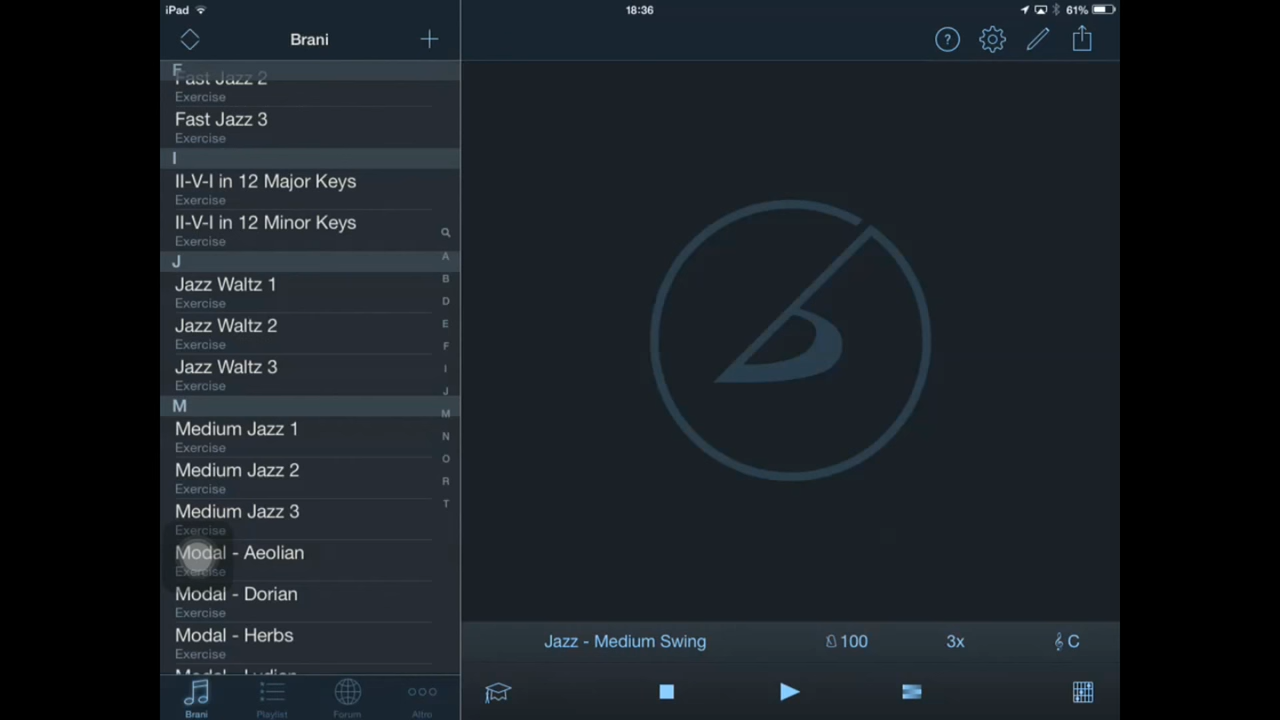 iPad
18:36
61%
Brani
F
Fast Jazz 2
Exercise
Fast Jazz 3
Exercise
I
II-V-I in 12 Major Keys
Exercise
II-V-I in 12 Minor Keys
Exercise
J
Jazz Waltz 1
Exercise
Jazz Waltz 2
Exercise
Jazz Waltz 3
Exercise
M
Medium Jazz 1
Exercise
Medium Jazz 2
Exercise
Medium Jazz 3
Exercise
Modal - Aeolian
Exercise
Modal - Dorian
Exercise
Modal - Herbs
Exercise
Modal - Lydian
A
B
D
E
F
I
J
M
N
O
R
T
Jazz - Medium Swing
100
3x
C
Brani
Playlist
Forum
Altro